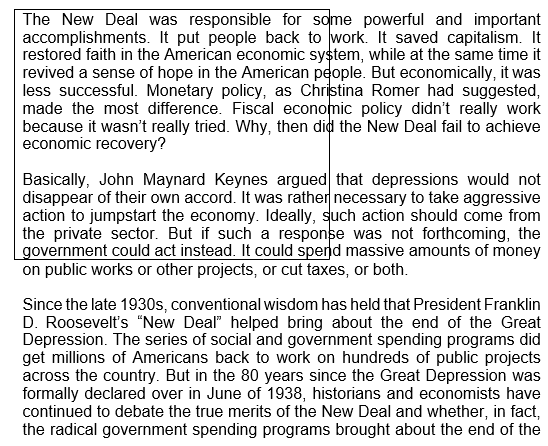 The New Deal was responsible for some powerful and important
accomplishments. It put people back to work. It saved capitalism. It
restored faith in the American economic system, while at the same time it
revived a sense of hope in the American people. But economically, it was
less successful. Monetary policy, as Christina Romer had suggested,
made the most difference. Fiscal economic policy didn’t really work
because it wasn’t really tried. Why, then did the New Deal fail to achieve
economic recovery?
Basically, John Maynard Keynes argued that depressions would not
disappear of their own accord. It was rather necessary to take aggressive
action to jumpstart the economy. Ideally, such action should come from
the private sector. But if such a response was not forthcoming, the
government could act instead. It could spend massive amounts of money
on public works or other projects, or cut taxes, or both.
Since the late 1930s, conventional wisdom has held that President Franklin
D. Roosevelt’s “New Deal” helped bring about the end of the Great
Depression. The series of social and government spending programs did
get millions of Americans back to work on hundreds of public projects
across the country. But in the 80 years since the Great Depression was
formally declared over in June of 1938, historians and economists have
continued to debate the true merits of the New Deal and whether, in fact,
the radical government spending programs brought about the end of the